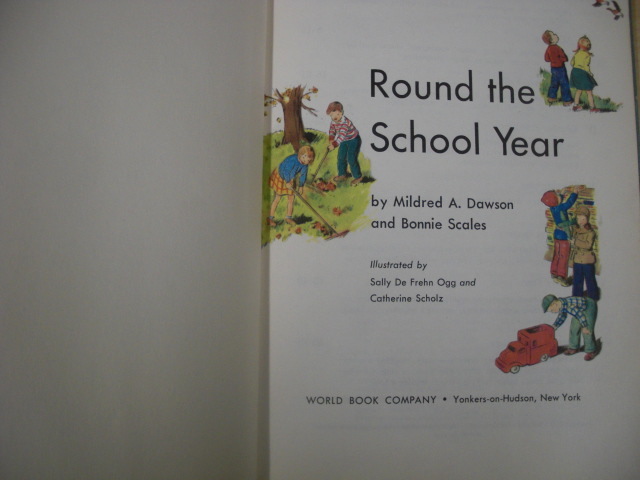 Round the
School Year
by Mildred A. Dawson
and Bonnie Scales
Illustrated by
Sally De Frehn Ogg and
Catherine Scholz
WORLD BOOK COMPANY • Yonkers-on-Hudson, New York